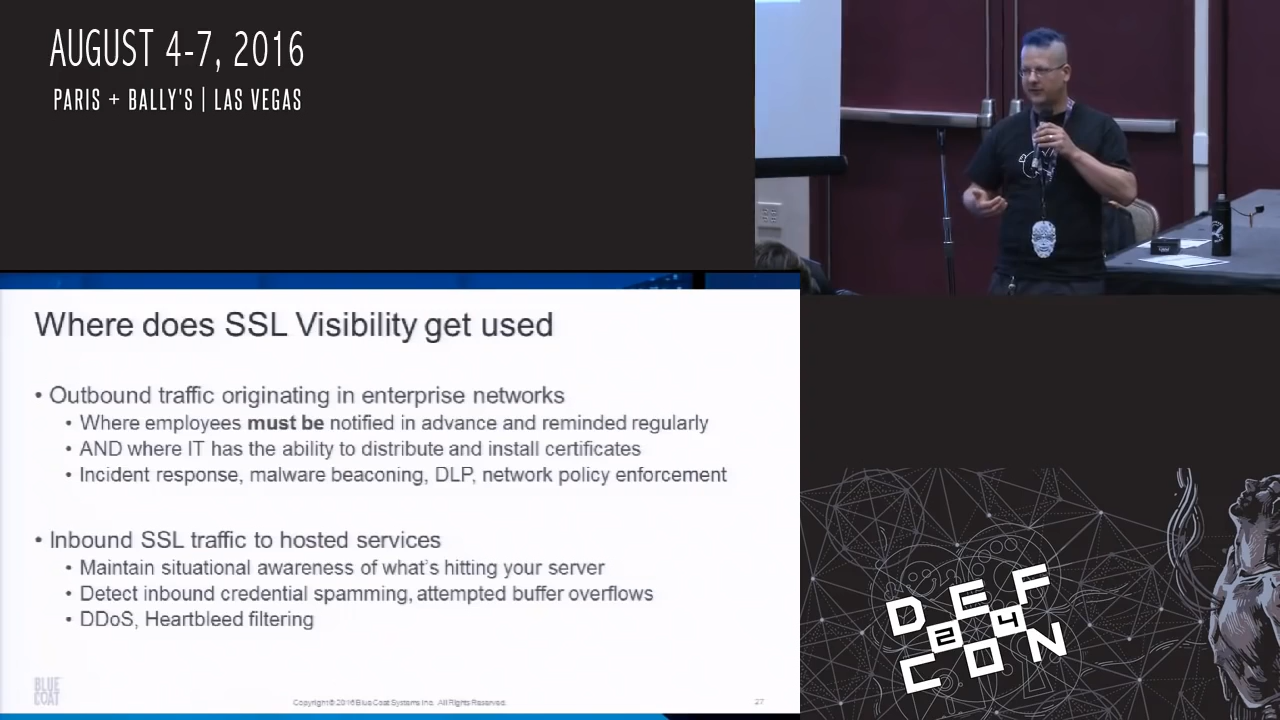 AUGUST 4-7, 2016
PARIS + BALLY'S | LAS VEGAS
Where does SSL Visibility get used
• Outbound traffic originating in enterprise networks
• Where employees must be notified in advance and reminded regularly
• AND where IT has the ability to distribute and install certificates
• Incident response, malware beaconing, DLP, network policy enforcement
• Inbound SSL traffic to hosted services
• Maintain situational awareness of what's hitting your server
• Detect inbound credential spamming, attempted buffer overflows
• DDoS, Heartbleed filtering
BLUE
COAT
Copyright © 2016 Blue Coat Systems Inc. All Rights Reserved.
27
DEF
24
CON